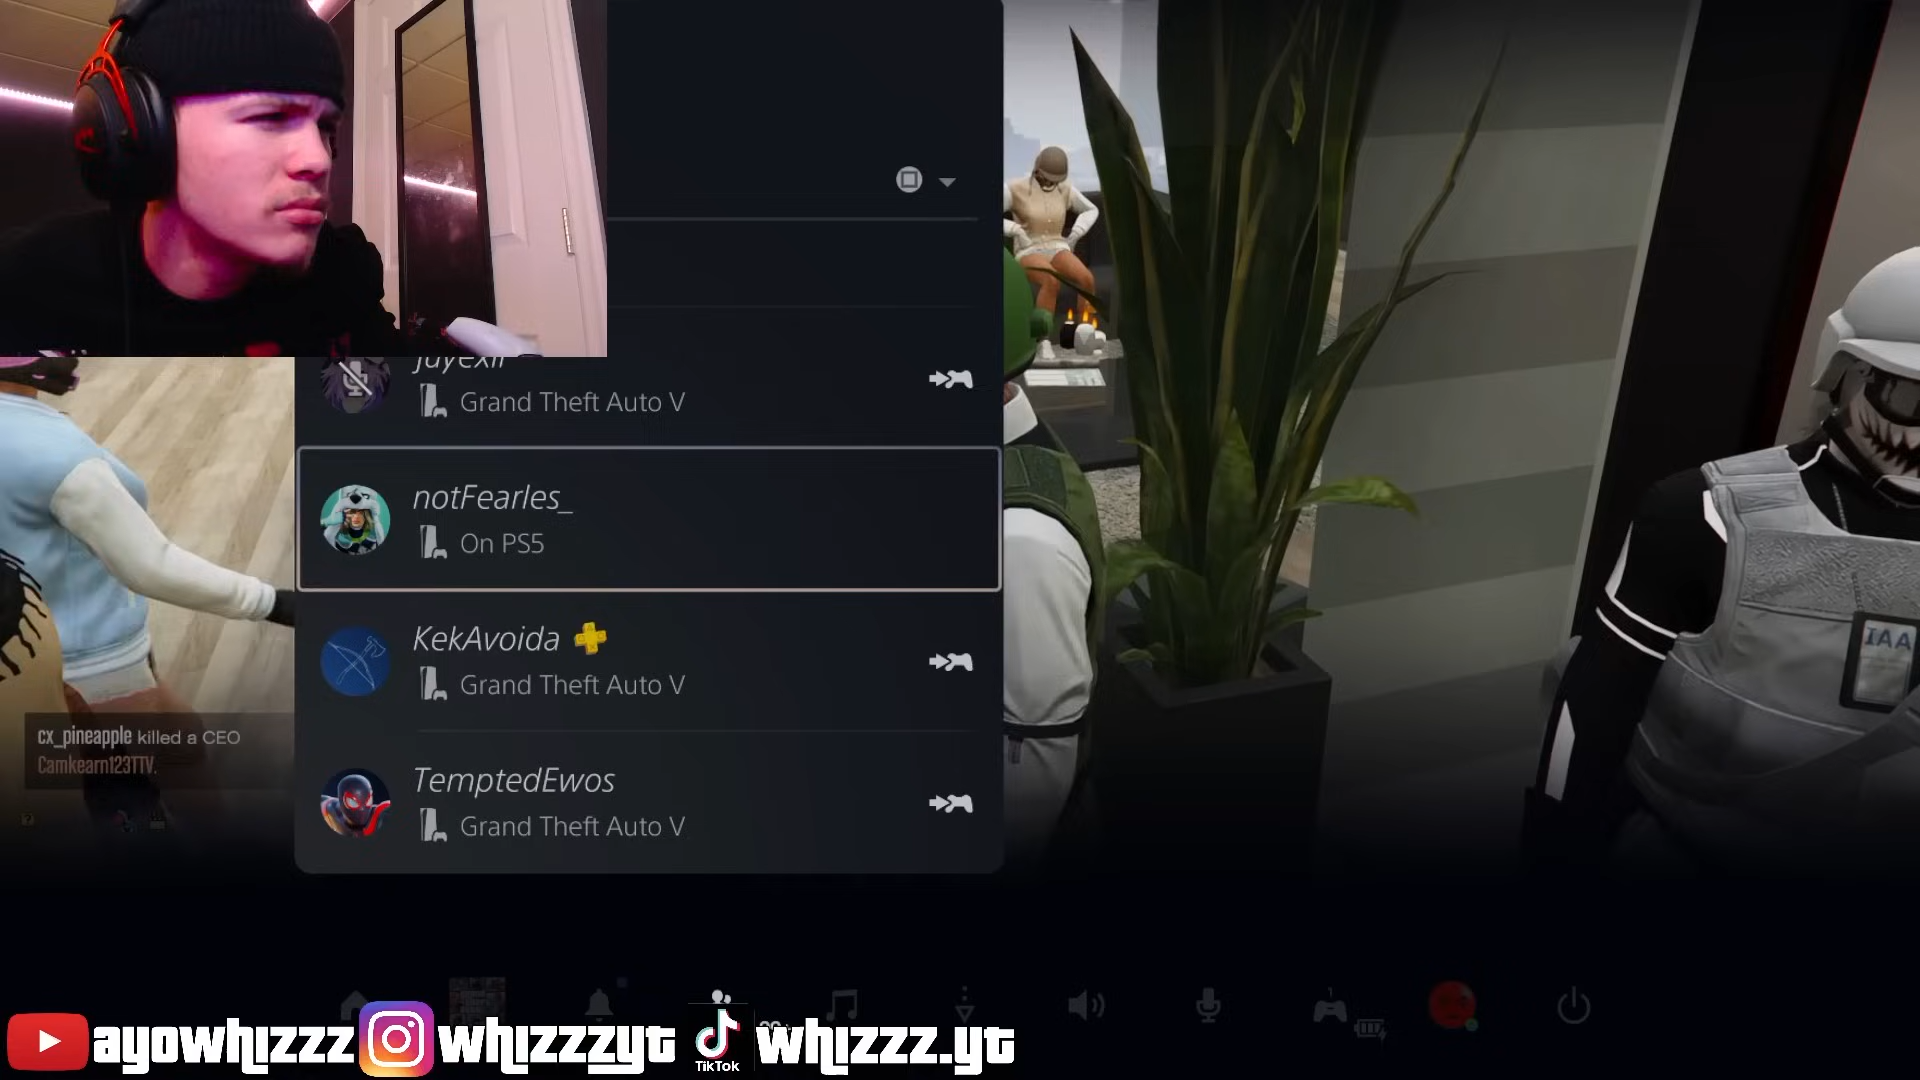 Grand Theft Auto V
notFearles_
On PS5
KekAvoida
Grand Theft Auto V
TemptedEwos
Grand Theft Auto V
cx_pineapple killed a CEO
Camkearn123TTV.
IAA
ayowhizzz whizzzyt TikTok whizzz.yt